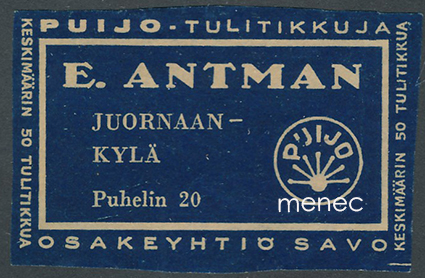 PUIJO-TULITIKKUJA
KESKIMÄÄRIN 50 TULITIKKUA
E. ANTMAN
JUORNAAN-
KYLÄ
Puhelin 20
PUIJO
menec
KESKIMÄÄRIN 50 TULITIKKUA
OSAKEYHTIÖ SAVO